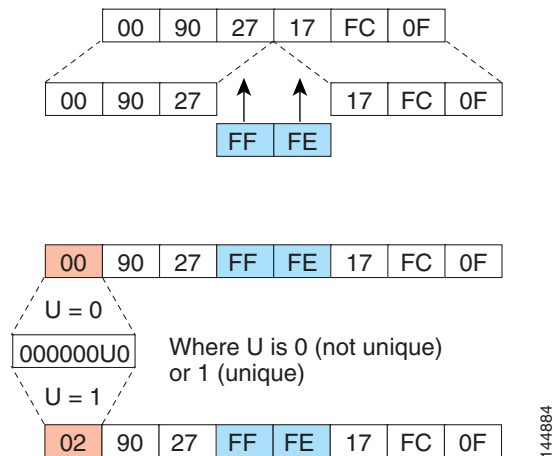 00 90 27 17 FC 0F
00 90 27 17 FC 0F
FF FE
00 90 27 FF FE 17 FC 0F
U = 0
000000U0 Where U is 0 (not unique)
or 1 (unique)
U = 1
02 90 27 FF FE 17 FC 0F
144884